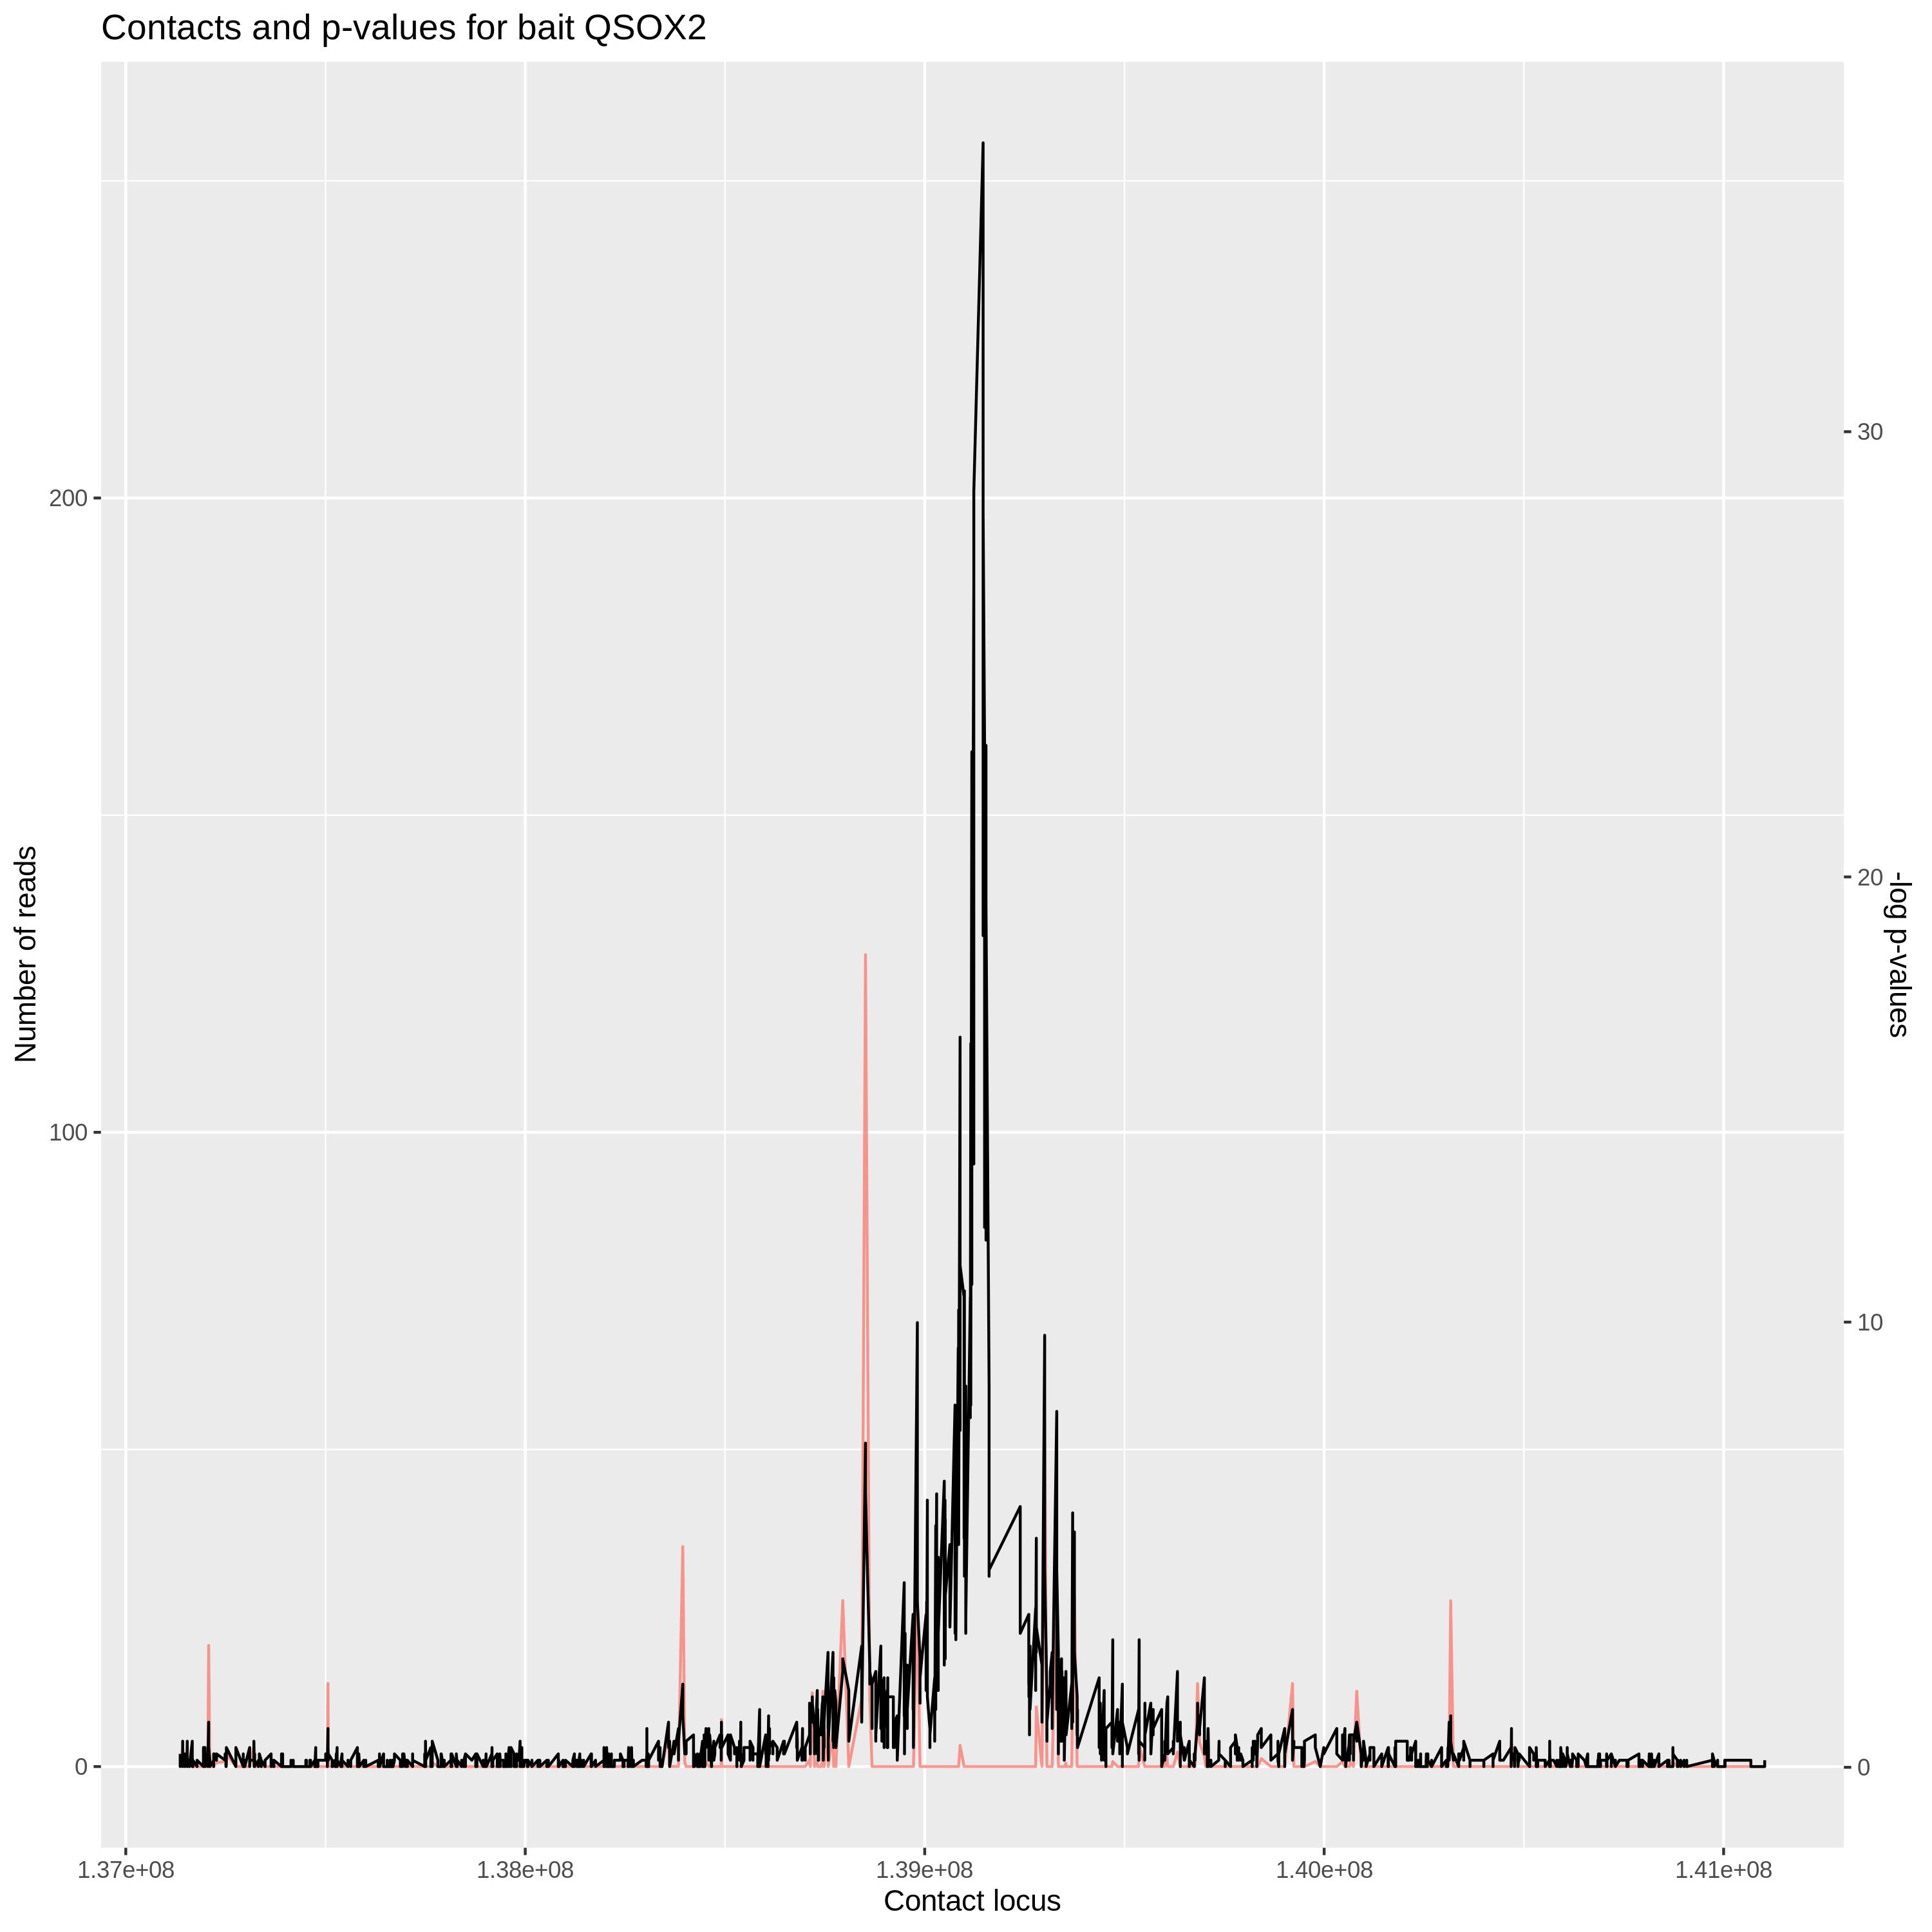 Contacts and p-values for bait QSOX2
Number of reads
200
100
0
30
20
10
0
-log p-values
1.37e+08
1.38e+08
1.39e+08
1.40e+08
1.41e+08
Contact locus